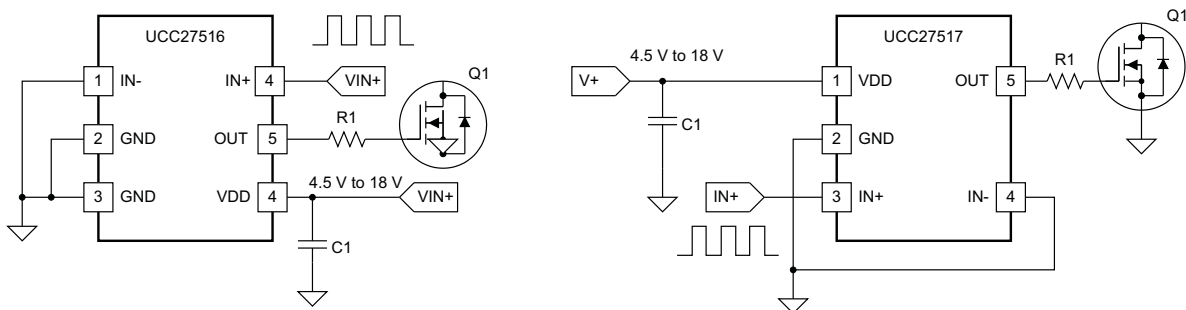 UCC27516
1 IN-
2 GND
3 GND
IN+ 4
OUT 5
VDD 4
VIN+
R1
Q1
4.5 V to 18 V
VIN+
C1
UCC27517
V+
4.5 V to 18 V
C1
1 VDD
2 GND
IN+
3 IN+
OUT 5
IN- 4
R1
Q1